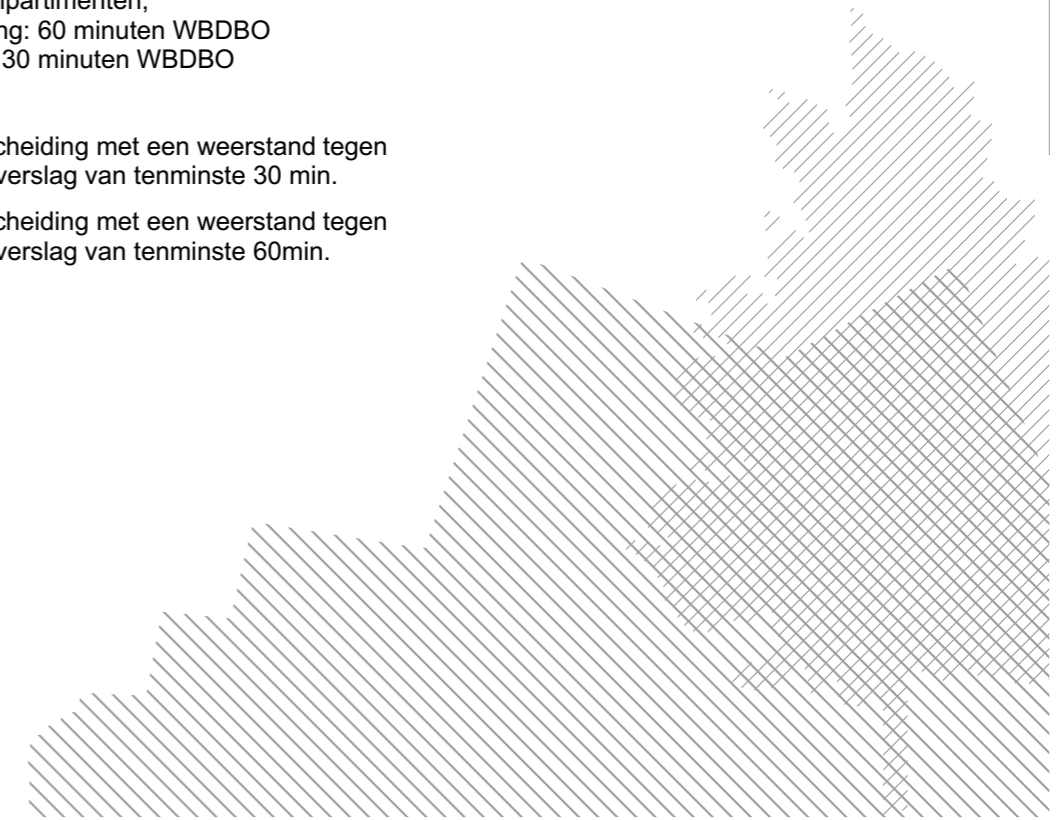 partimenten,
ng: 60 minuten WBDBO
30 minuten WBDBO
cheiding met een weerstand tegen
verslag van tenminste 30 min.
cheiding met een weerstand tegen
verslag van tenminste 60min.